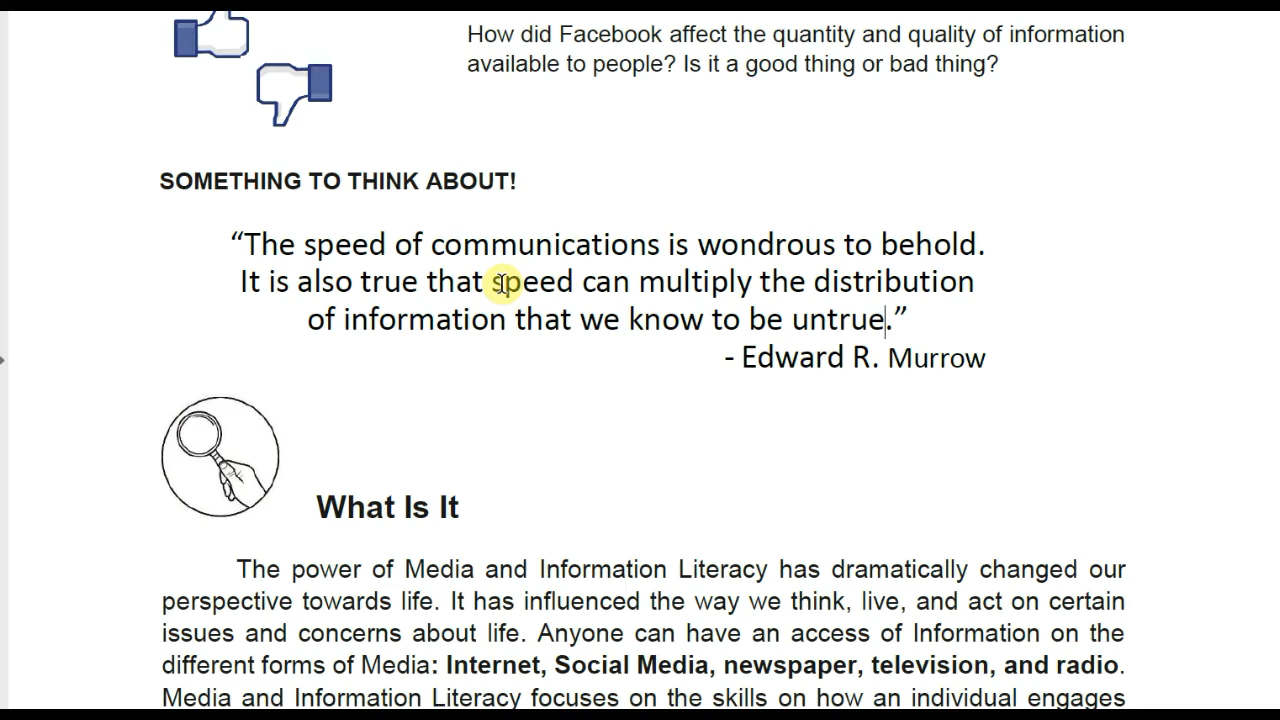 How did Facebook affect the quantity and quality of information
available to people? Is it a good thing or bad thing?
SOMETHING TO THINK ABOUT!
“The speed of communications is wondrous to behold.
It is also true that speed can multiply the distribution
of information that we know to be untrue.”
- Edward R. Murrow
What Is It
The power of Media and Information Literacy has dramatically changed our
perspective towards life. It has influenced the way we think, live, and act on certain
issues and concerns about life. Anyone can have an access of Information on the
different forms of Media: Internet, Social Media, newspaper, television, and radio.
Media and Information Literacy focuses on the skills on how an individual engages